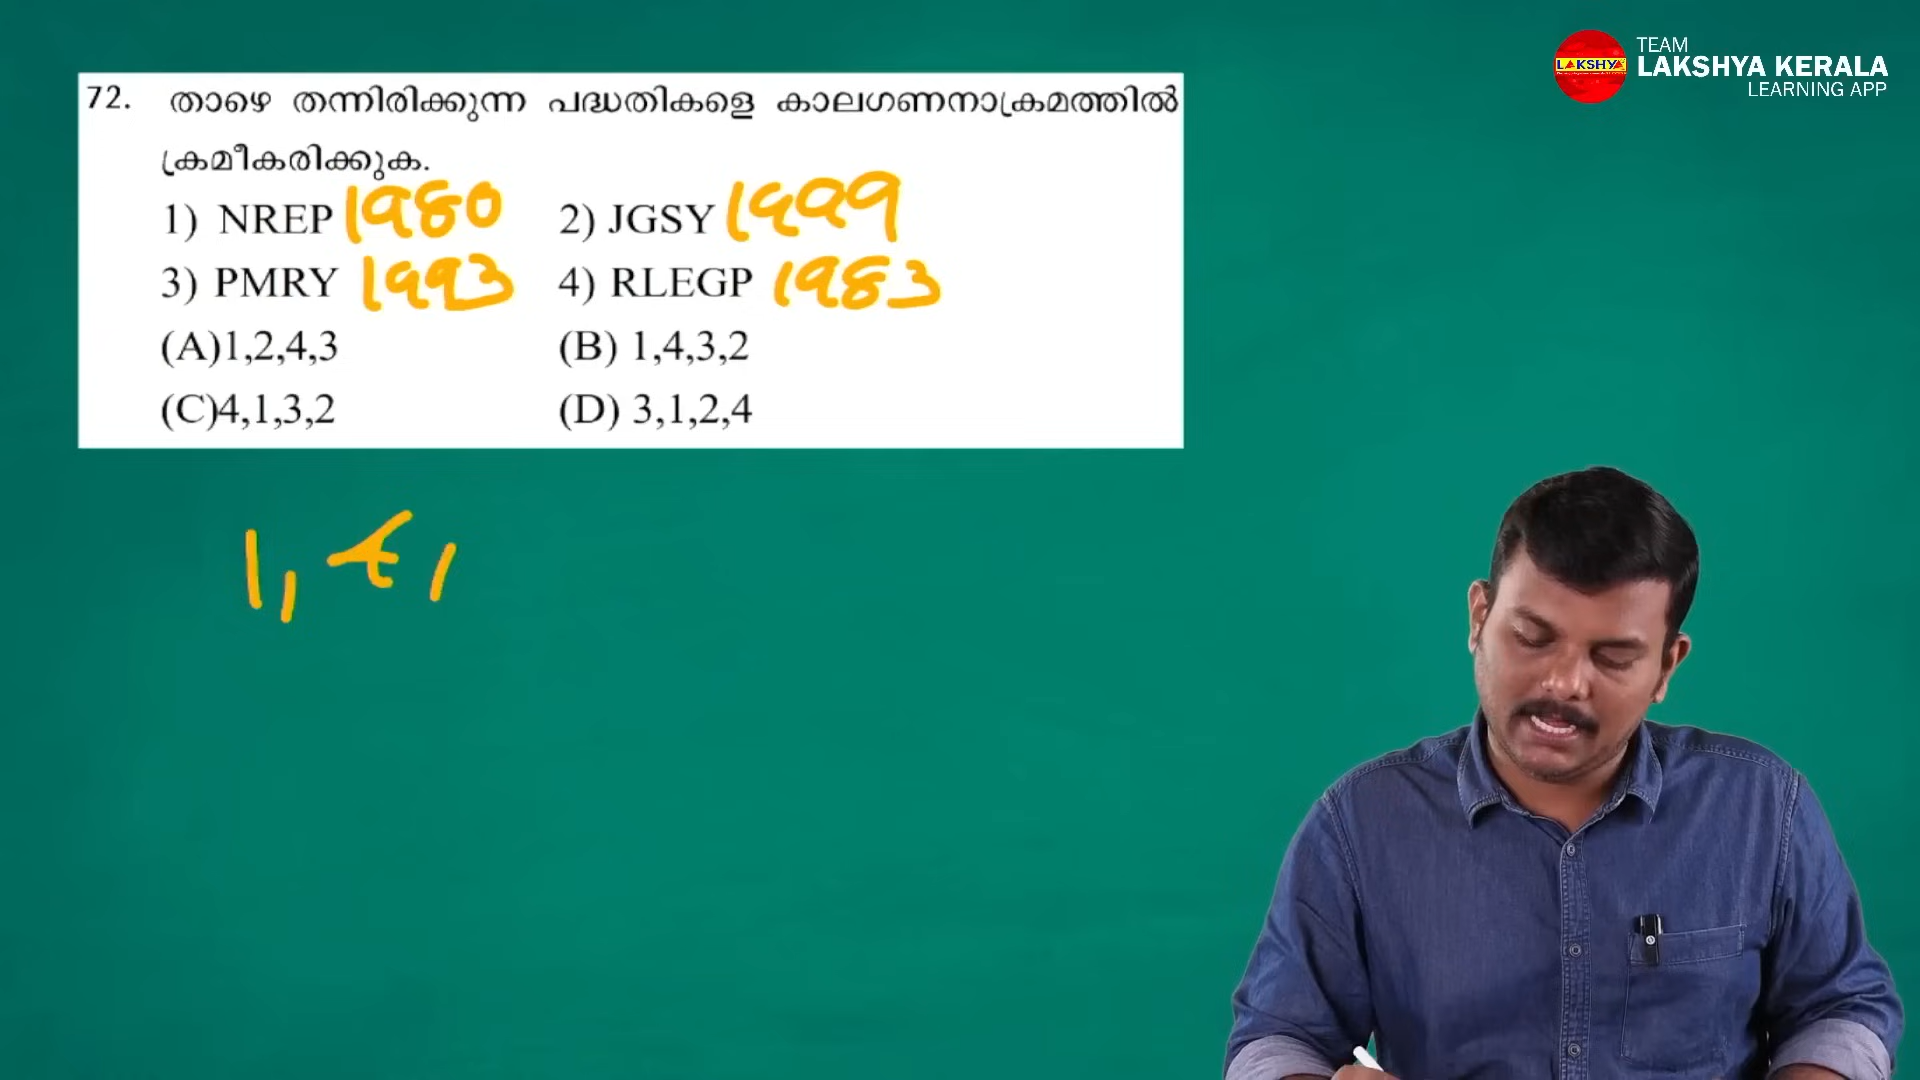 TEAM
LAKSHYA
LAKSHYA KERALA
LEARNING APP
72. താഴെ തന്നിരിക്കുന്ന പദ്ധതികളെ കാലഗണനാക്രമത്തിൽ
ക്രമീകരിക്കുക.
1) NREP 1980 2) JGSY 1999
3) PMRY 1993 4) RLEGP 1983
(A)1,2,4,3 (B) 1,4,3,2
(C)4,1,3,2 (D) 3,1,2,4
1, 4,